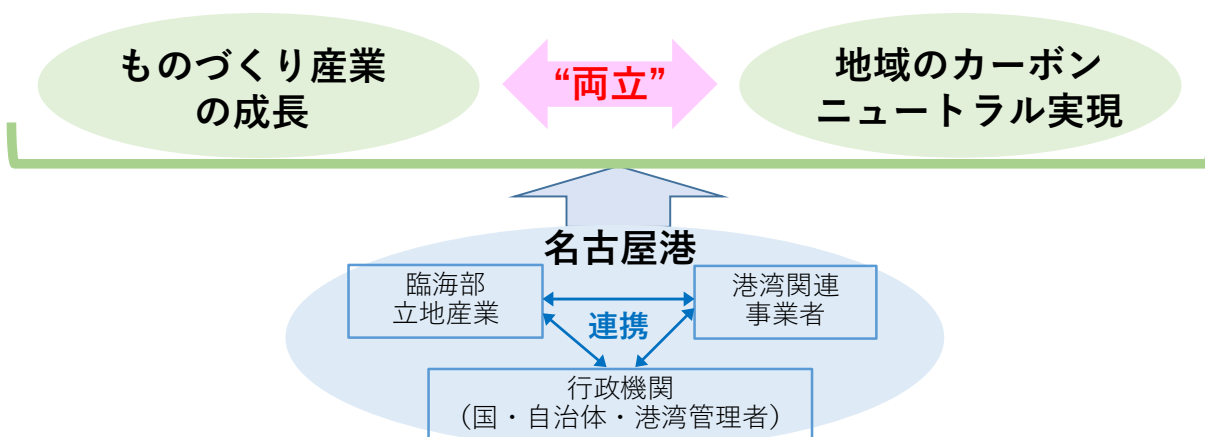 ものづくり産業
の成長
“両立”
地域のカーボン
ニュートラル実現
名古屋港
臨海部
立地産業
港湾関連
事業者
連携
行政機関
（国・自治体・港湾管理者）